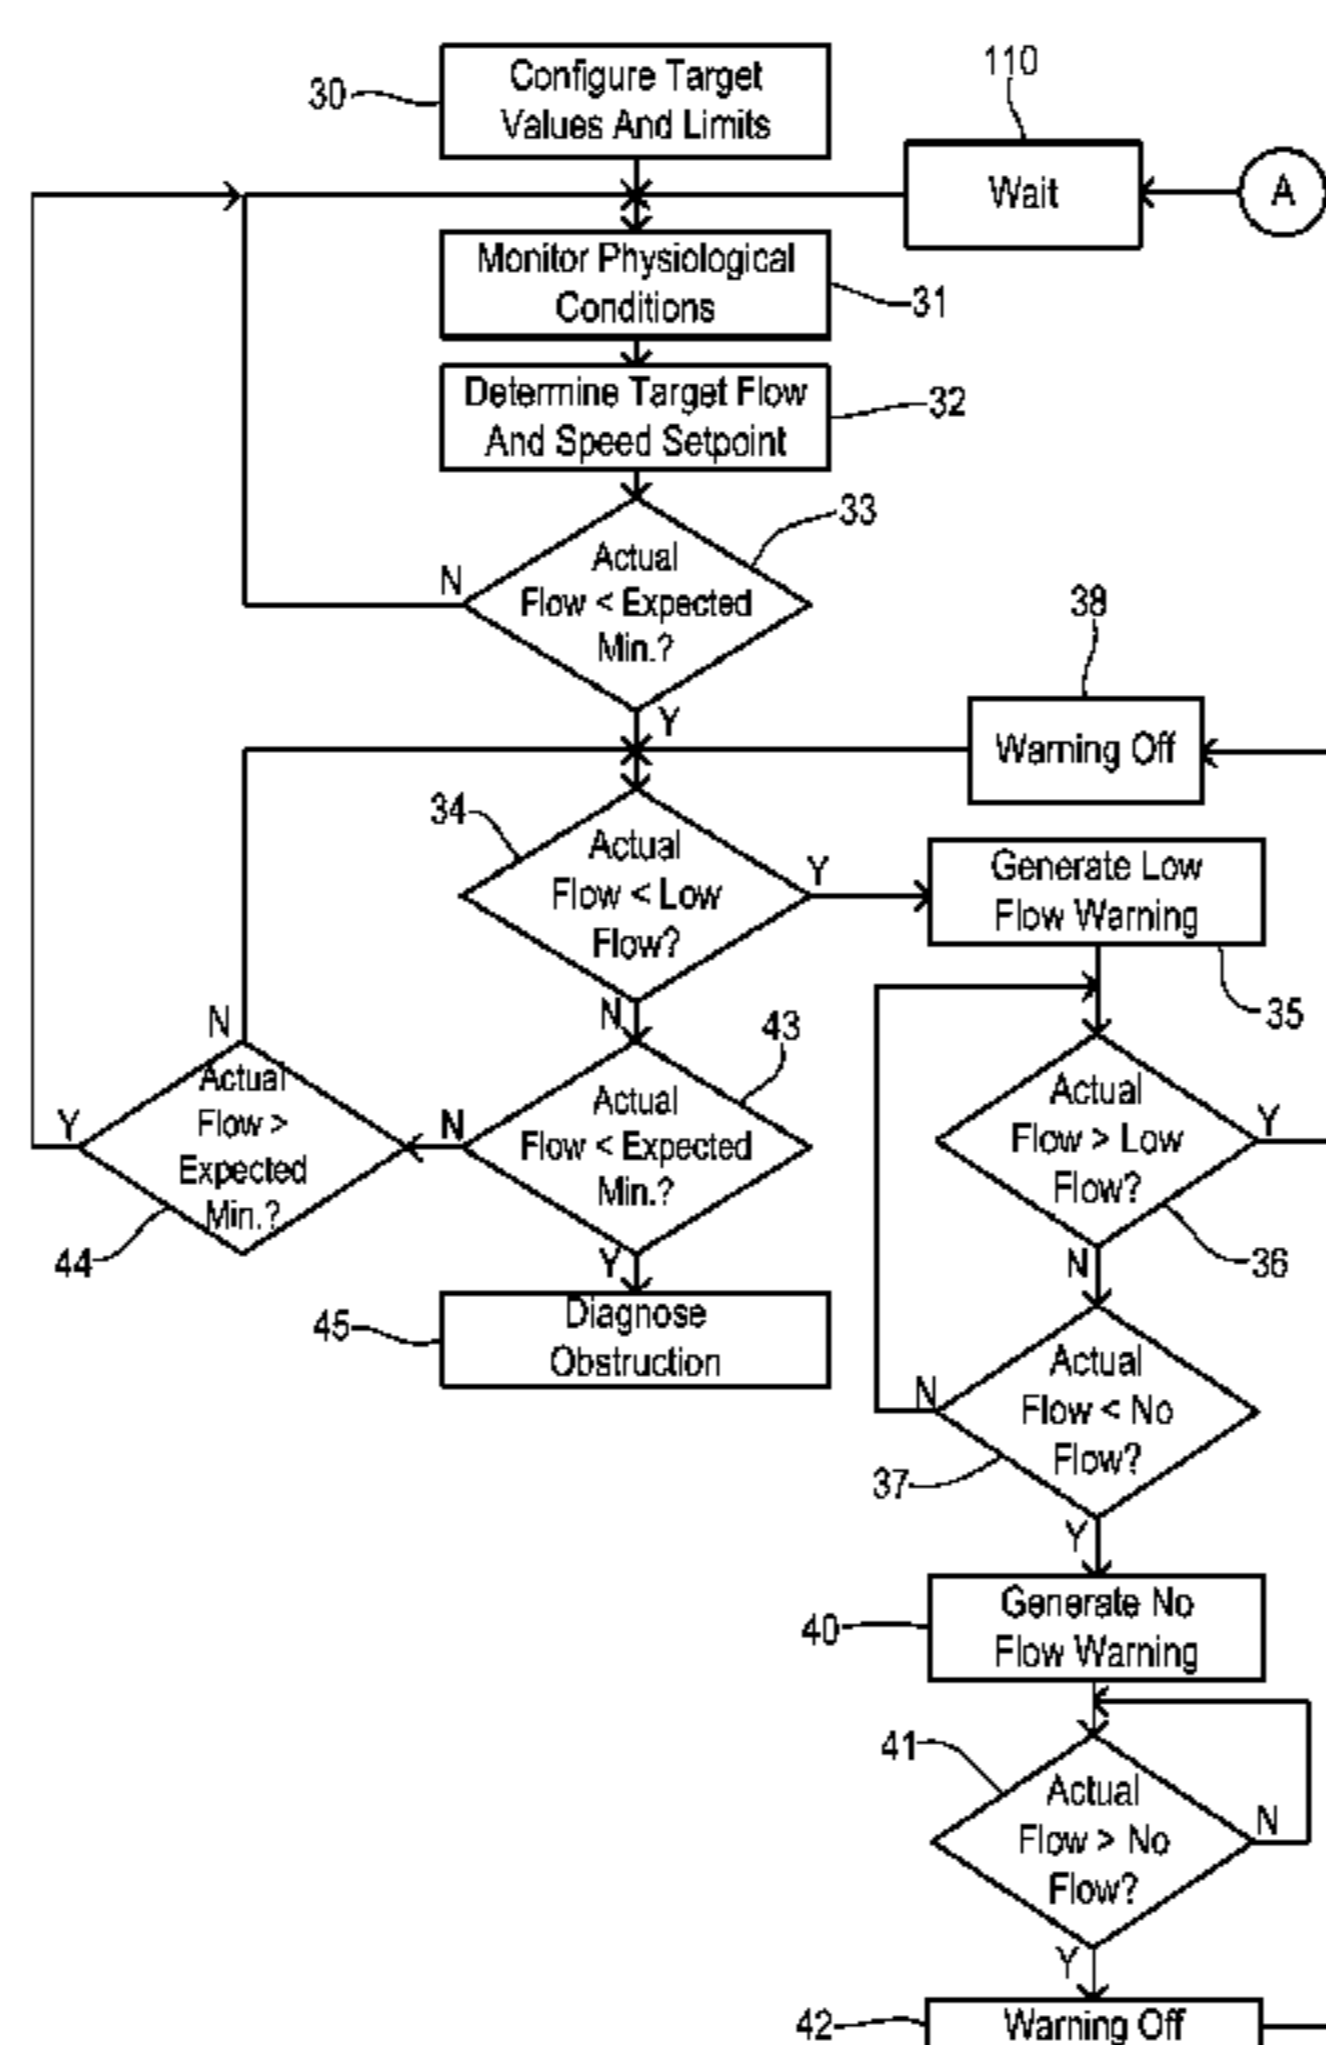 110
30
Configure Target
Values And Limits
Wait
A
Monitor Physiological
Conditions
31
Determine Target Flow
And Speed Setpoint
32
33
Actual
Flow < Expected
Min.?
N
Y
38
Warning Off
34
Actual
Flow < Low
Flow?
Y
N
Generate Low
Flow Warning
35
43
Actual
Flow < Expected
Min.?
N
Y
N
Actual
Flow >
Expected
Min.?
Y
44
Actual
Flow > Low
Flow?
Y
N
36
45
Diagnose
Obstruction
Actual
Flow < No
Flow?
N
37
Y
40
Generate No
Flow Warning
41
Actual
Flow > No
Flow?
N
Y
42
Warning Off